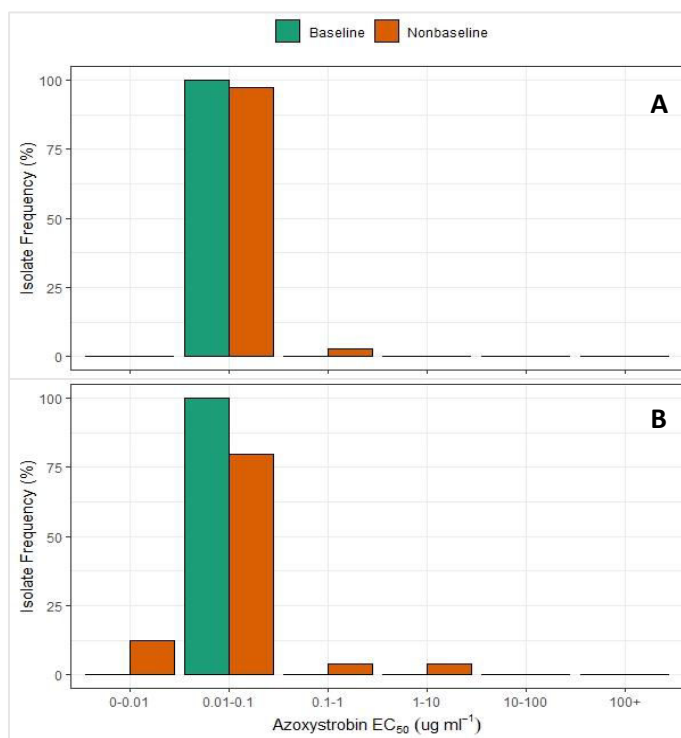 Baseline Nonbaseline
A
100
75
50
25
0
Isolate Frequency (%)
B
100
75
50
25
0
Isolate Frequency (%)
0-0.01 0.01-0.1 0.1-1 1-10 10-100 100+
Azoxystrobin EC₅₀ (ug ml⁻¹)